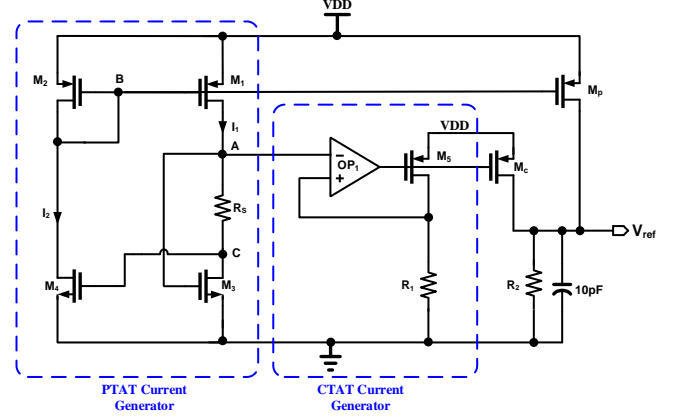 VDD
M2
B
M1
Mp
I1
A
VDD
M5
Mc
OP1
−
+
RS
I2
C
Vref
M4
M3
R1
R2
10pF
PTAT Current
Generator
CTAT Current
Generator